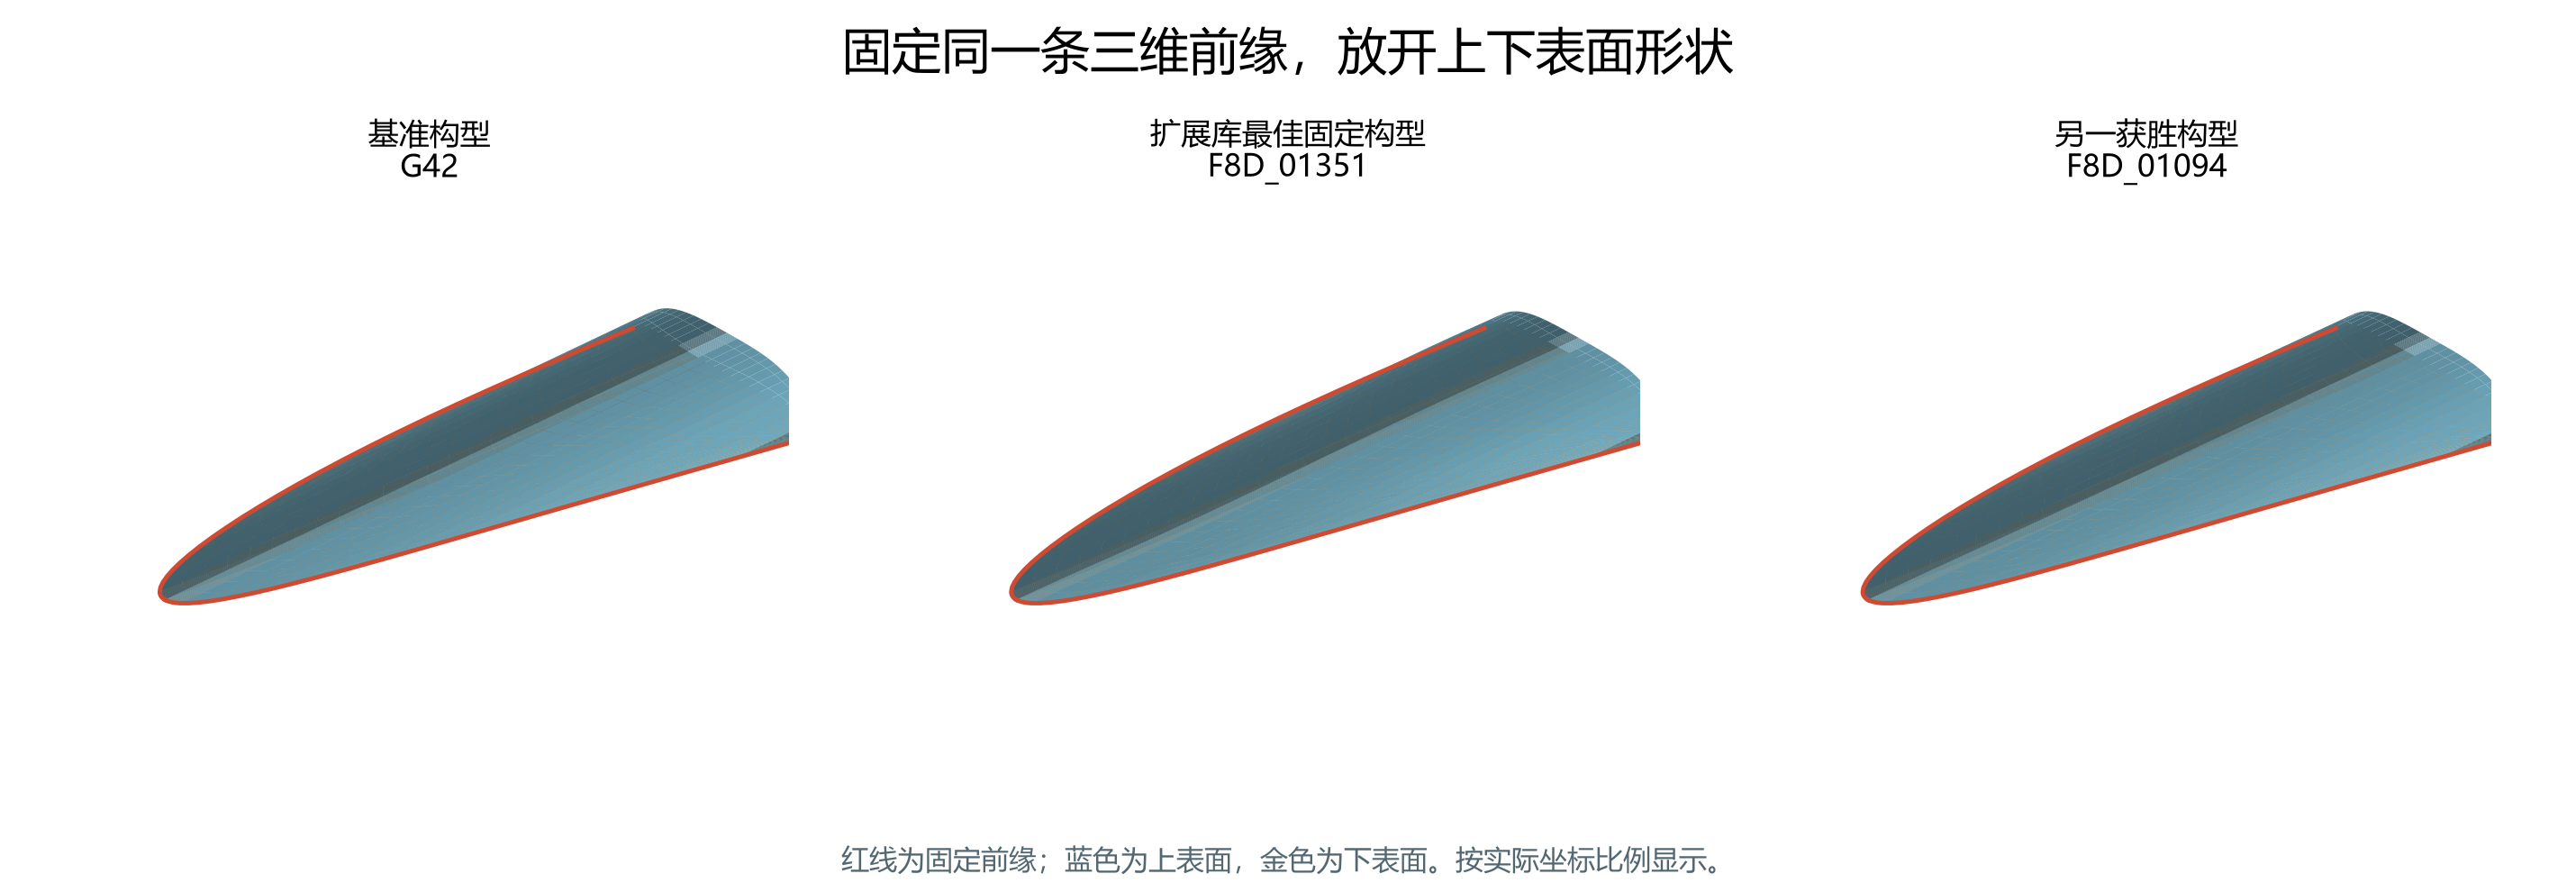 固定同一条三维前缘，放开上下表面形状
基准构型
G42
扩展库最佳固定构型
F8D_01351
另一获胜构型
F8D_01094
红线为固定前缘；蓝色为上表面，金色为下表面。按实际坐标比例显示。